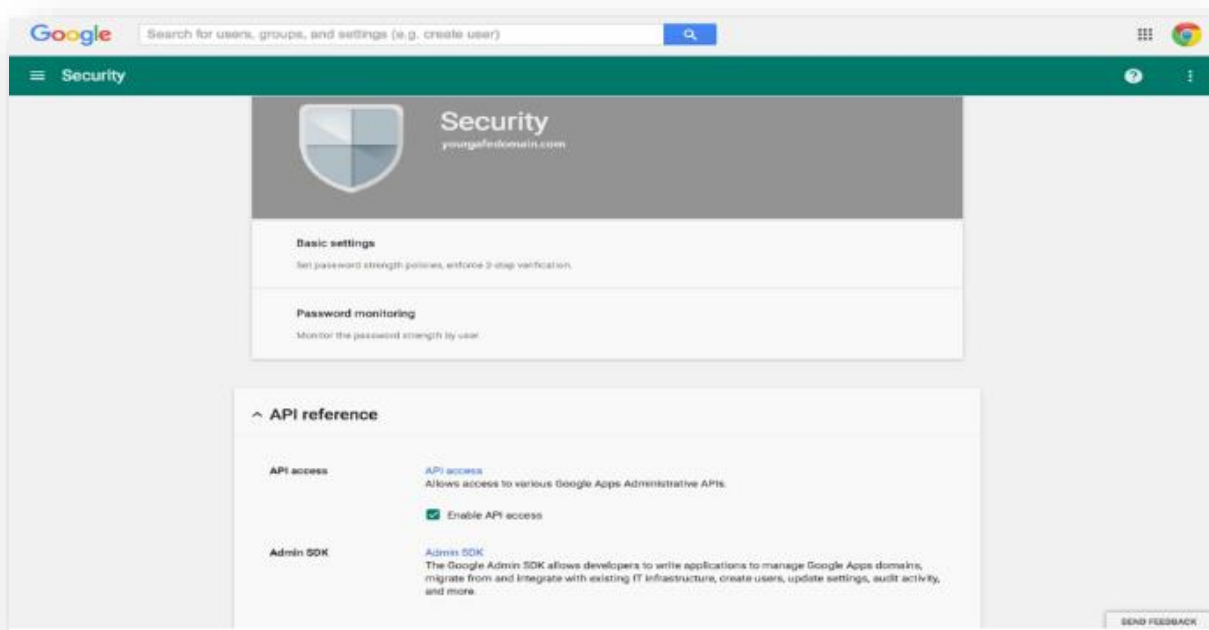 Google
Search for users, groups, and settings (e.g. create user)
Security
Security
yourgafedomain.com
Basic settings
Set password strength policies, enforce 2-step verification.
Password monitoring
Monitor the password strength by user.
API reference
API access
API access
Allows access to various Google Apps Administrative APIs.
Enable API access
Admin SDK
Admin SDK
The Google Admin SDK allows developers to write applications to manage Google Apps domains,
migrate from and integrate with existing IT infrastructure, create users, update settings, audit activity,
and more.
SEND FEEDBACK